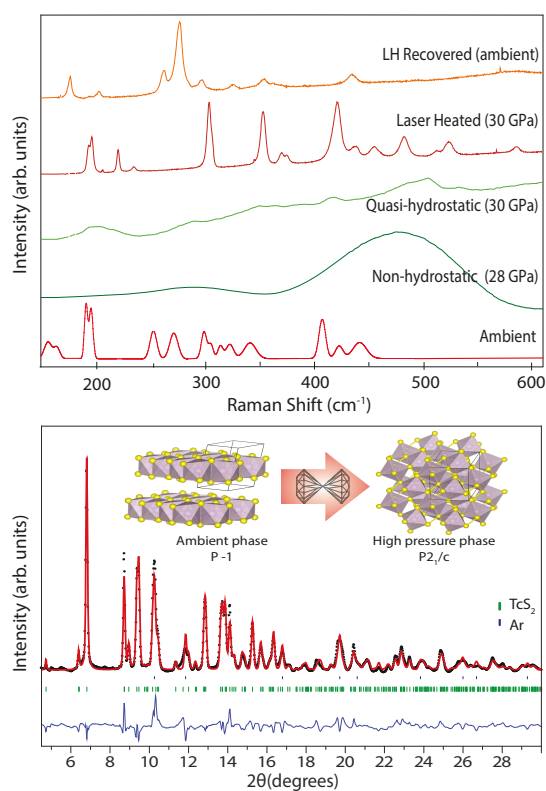 LH Recovered (ambient)
Laser Heated (30 GPa)
Quasi-hydrostatic (30 GPa)
Non-hydrostatic (28 GPa)
Ambient
Intensity (arb. units)
200 300 400 500 600
Raman Shift (cm⁻¹)
Ambient phase
P -1
High pressure phase
P2₁/c
TcS₂
Ar
Intensity (arb. units)
6 8 10 12 14 16 18 20 22 24 26 28
2θ(degrees)